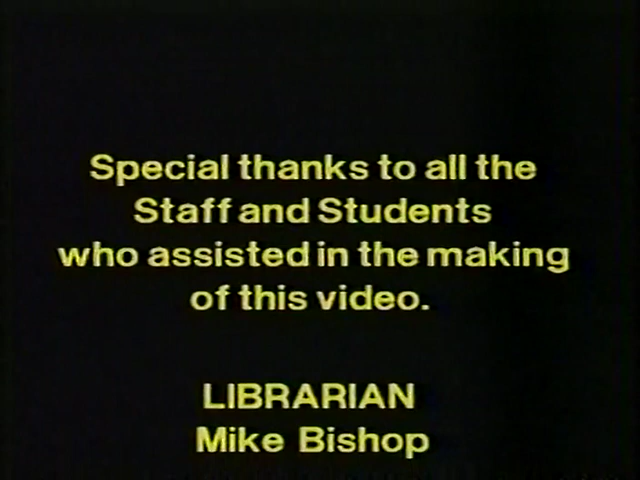 Special thanks to all the
Staff and Students
who assisted in the making
of this video.
LIBRARIAN
Mike Bishop